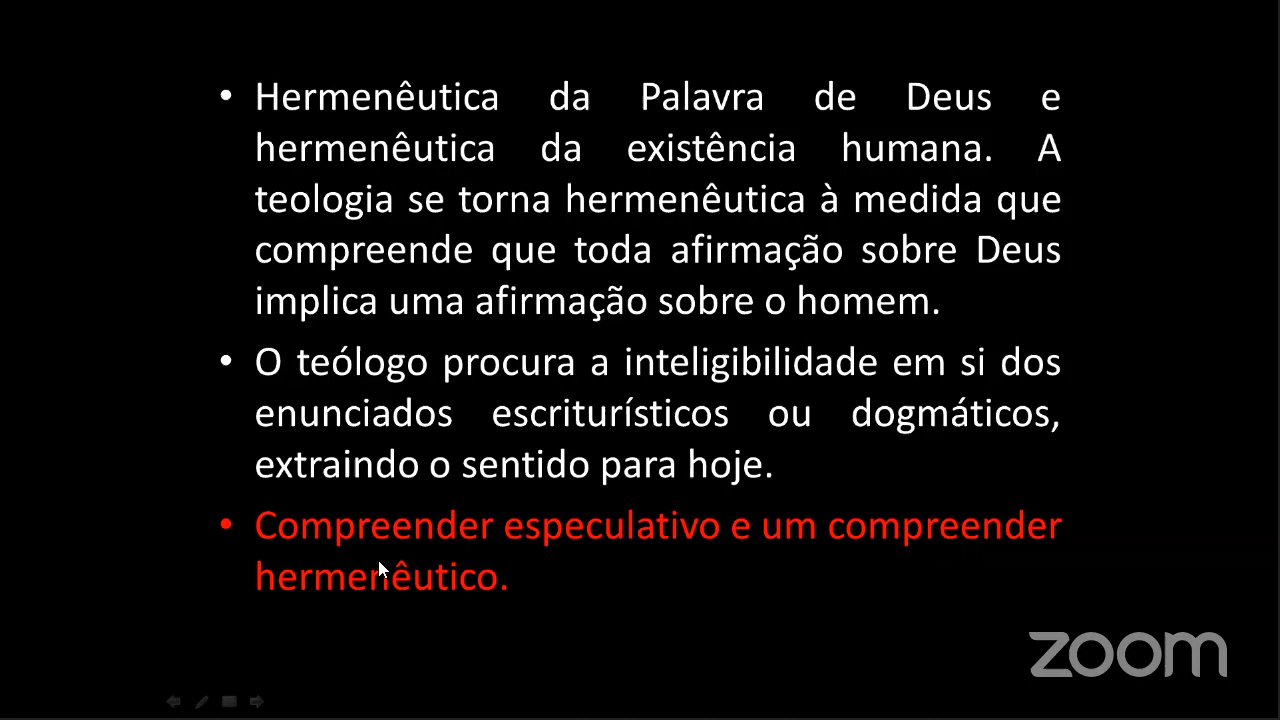 • Hermenêutica da Palavra de Deus e
hermenêutica da existência humana. A
teologia se torna hermenêutica à medida que
compreende que toda afirmação sobre Deus
implica uma afirmação sobre o homem.
• O teólogo procura a inteligibilidade em si dos
enunciados escriturísticos ou dogmáticos,
extraindo o sentido para hoje.
• Compreender especulativo e um compreender
hermenêutico.
zoom